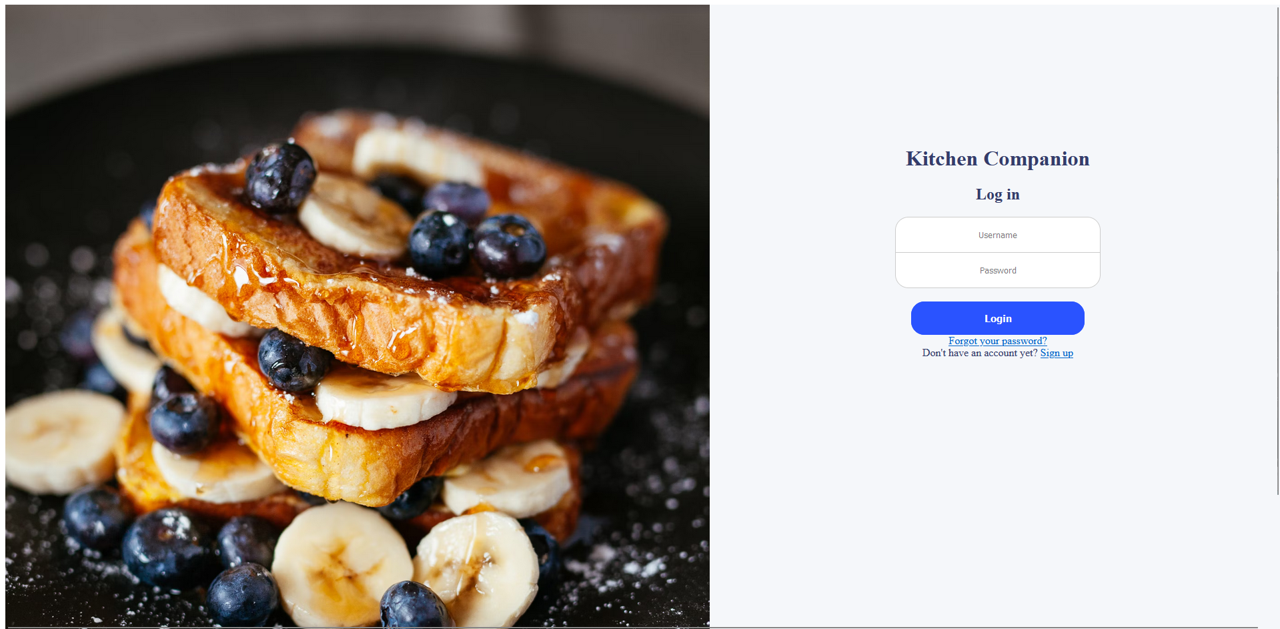 Kitchen Companion
Log in
Username
Password
Login
Forgot your password?
Don't have an account yet? Sign up